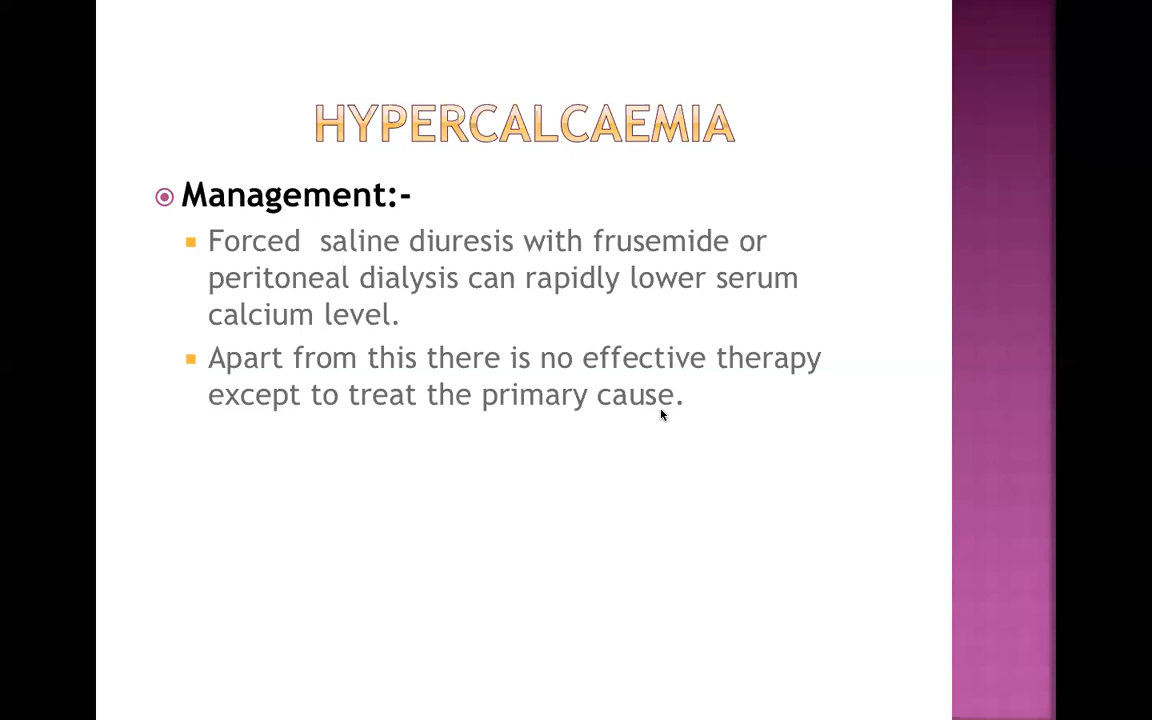 HYPERCALCAEMIA
Management:-
Forced  saline diuresis with frusemide or
peritoneal dialysis can rapidly lower serum
calcium level.
Apart from this there is no effective therapy
except to treat the primary cause.